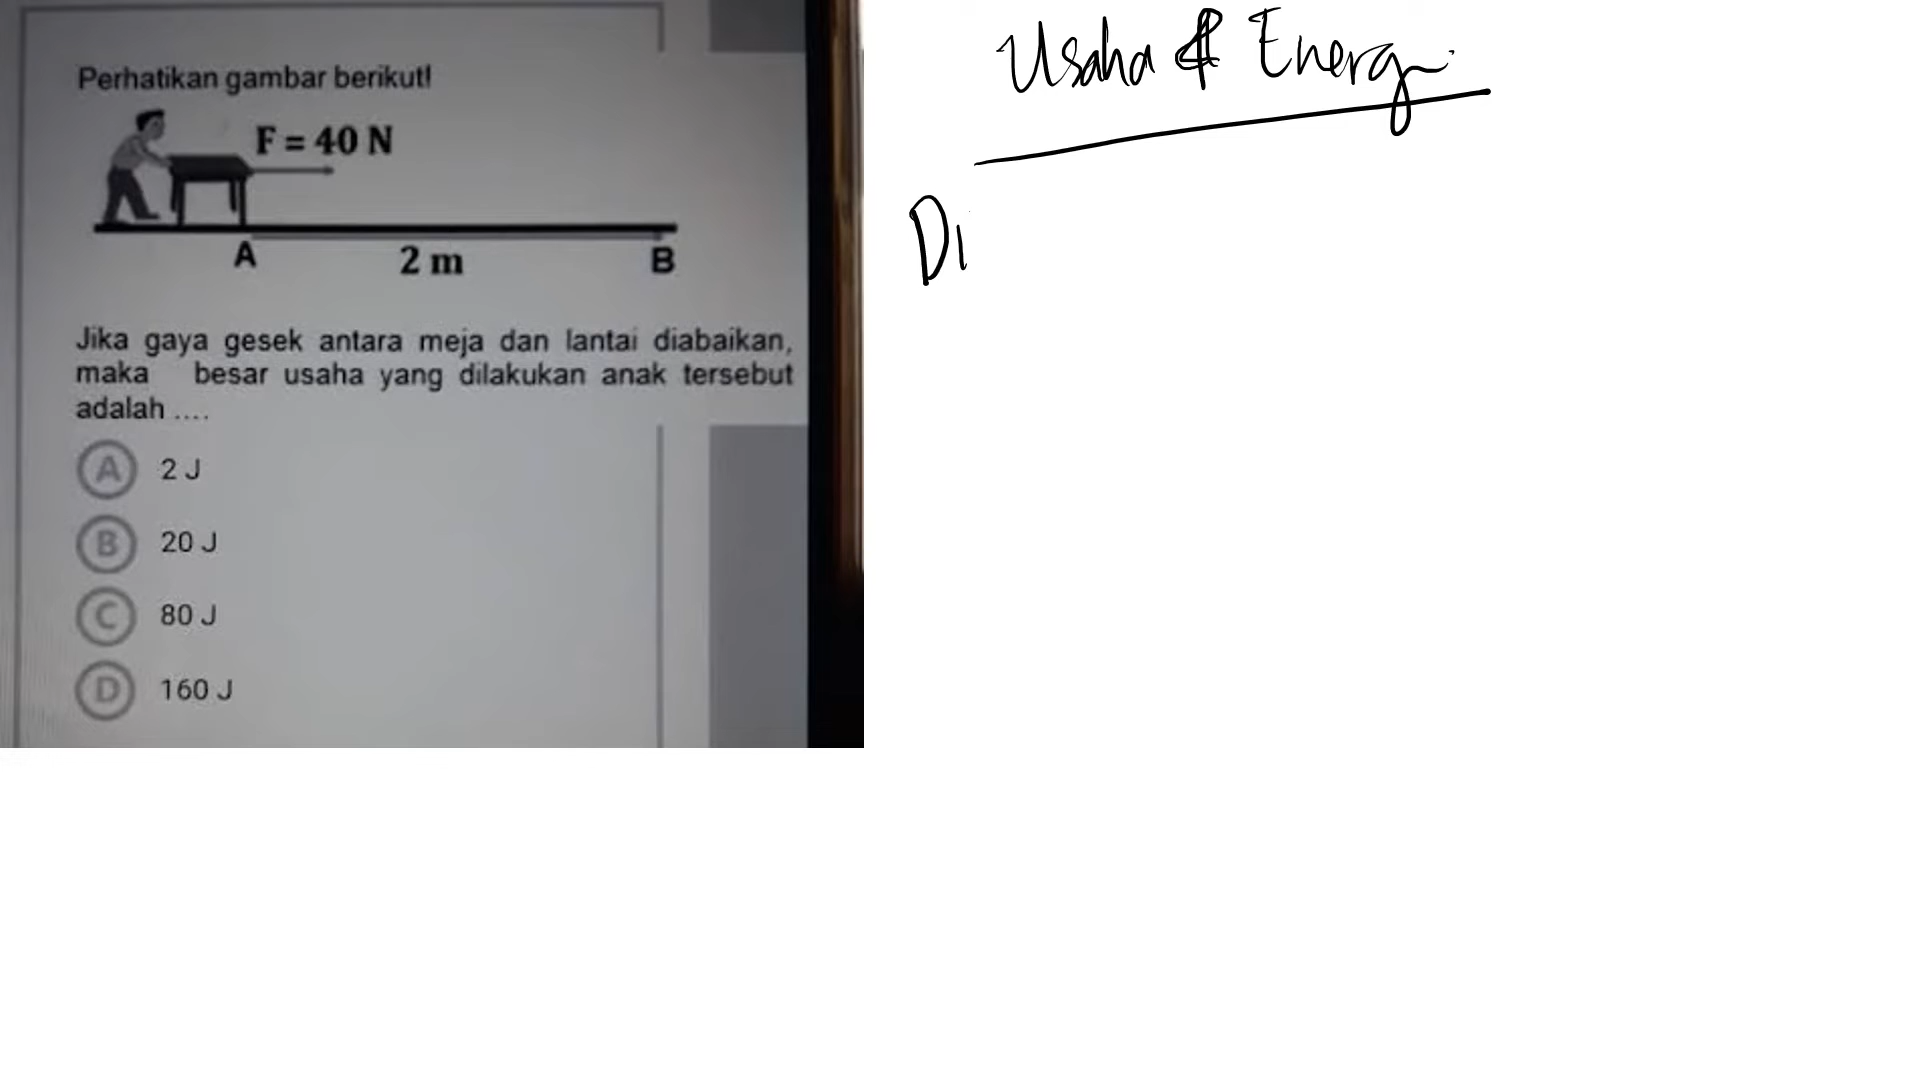 Perhatikan gambar berikut!
F = 40 N
A 2 m B
Jika gaya gesek antara meja dan lantai diabaikan,
maka besar usaha yang dilakukan anak tersebut
adalah ....
A 2 J
B 20 J
C 80 J
D 160 J
Usaha & Energi
Di